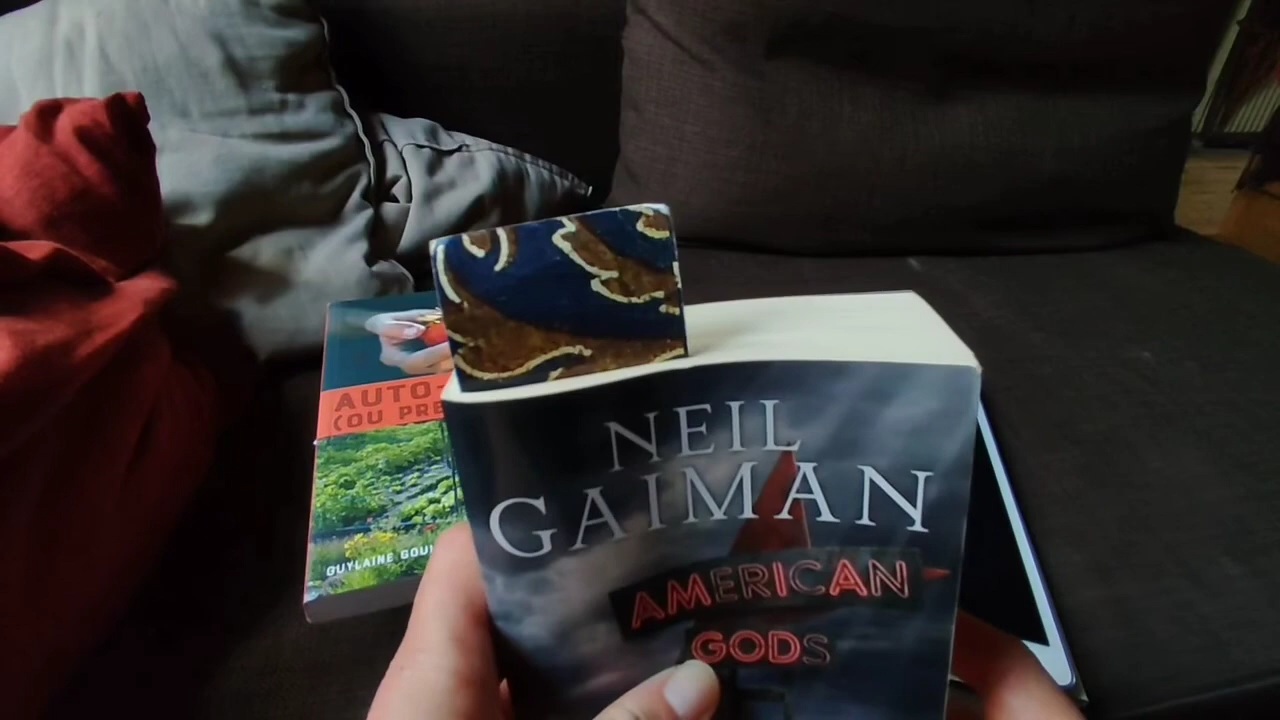 NEIL
GAIMAN
AMERICAN
GODS
AUTO-
(OU PRE
GUYLAINE GOU